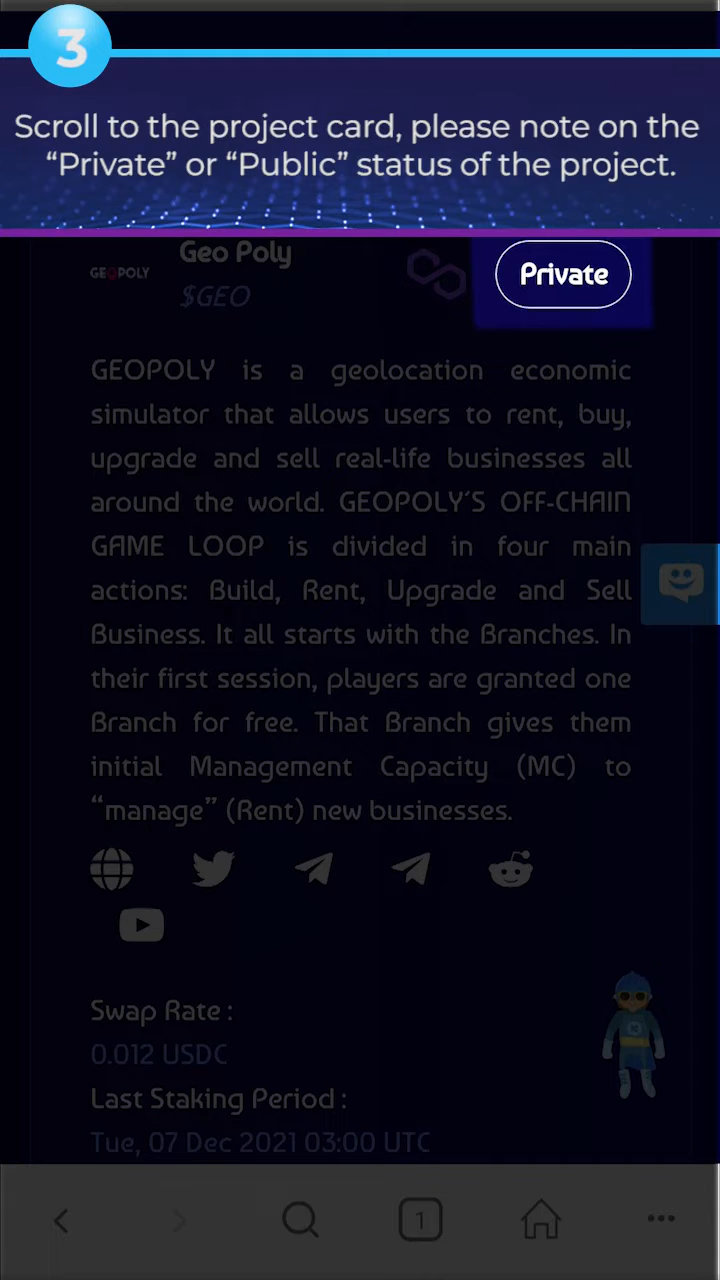 3
Scroll to the project card, please note on the
“Private” or “Public” status of the project.
Geo Poly
GEOPOLY
$GEO
Private
GEOPOLY is a geolocation economic
simulator that allows users to rent, buy,
upgrade and sell real-life businesses all
around the world. GEOPOLY'S OFF-CHAIN
GAME LOOP is divided in four main
actions: Build, Rent, Upgrade and Sell
Business. It all starts with the Branches. In
their first session, players are granted one
Branch for free. That Branch gives them
initial Management Capacity (MC) to
“manage” (Rent) new businesses.
Swap Rate :
0.012 USDC
Last Staking Period :
Tue, 07 Dec 2021 03:00 UTC
1